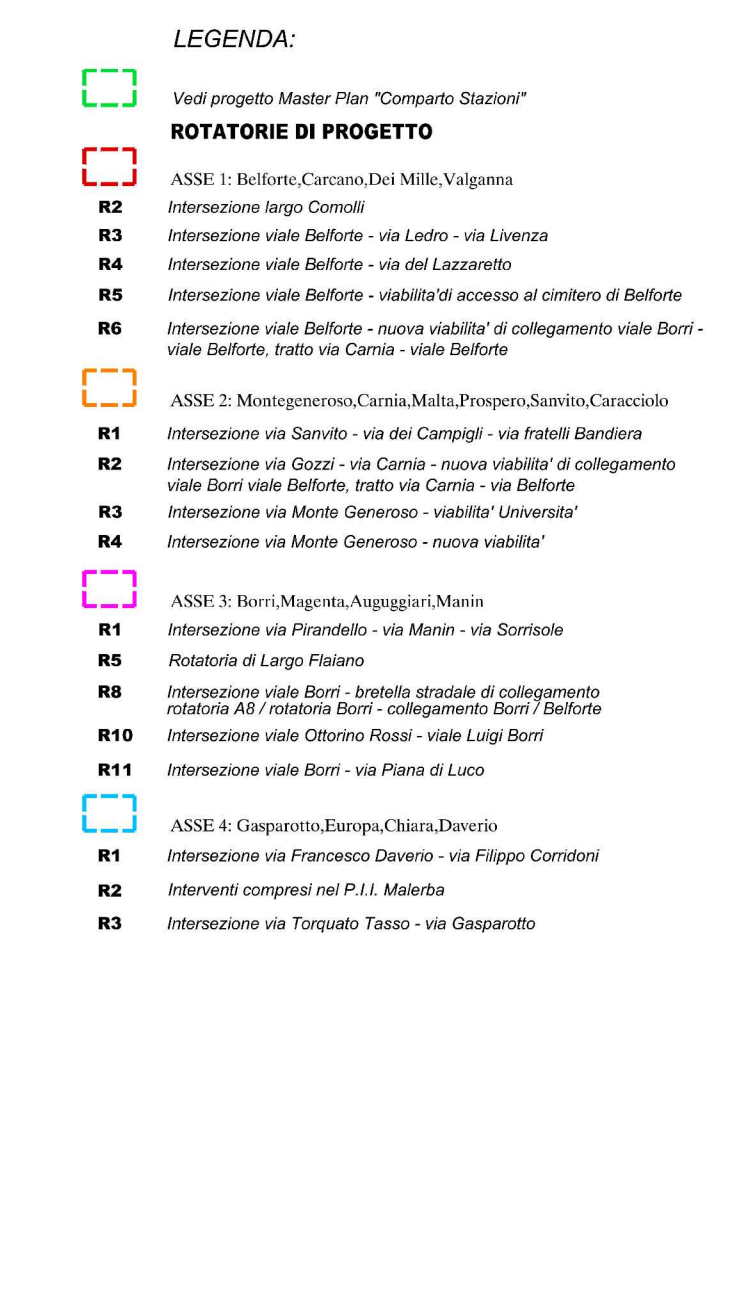 LEGENDA:
Vedi progetto Master Plan "Comparto Stazioni"
ROTATORIE DI PROGETTO
ASSE 1: Belforte,Carcano,Dei Mille,Valganna
R2 Intersezione largo Comolli
R3 Intersezione viale Belforte - via Ledro - via Livenza
R4 Intersezione viale Belforte - via del Lazzaretto
R5 Intersezione viale Belforte - viabilita'di accesso al cimitero di Belforte
R6 Intersezione viale Belforte - nuova viabilita' di collegamento viale Borri -
viale Belforte, tratto via Carnia - viale Belforte
ASSE 2: Montegeneroso,Carnia,Malta,Prospero,Sanvito,Caracciolo
R1 Intersezione via Sanvito - via dei Campigli - via fratelli Bandiera
R2 Intersezione via Gozzi - via Carnia - nuova viabilita' di collegamento
viale Borri viale Belforte, tratto via Carnia - via Belforte
R3 Intersezione via Monte Generoso - viabilita' Universita'
R4 Intersezione via Monte Generoso - nuova viabilita'
ASSE 3: Borri,Magenta,Auguggiari,Manin
R1 Intersezione via Pirandello - via Manin - via Sorrisole
R5 Rotatoria di Largo Flaiano
R8 Intersezione viale Borri - bretella stradale di collegamento
rotatoria A8 / rotatoria Borri - collegamento Borri / Belforte
R10 Intersezione viale Ottorino Rossi - viale Luigi Borri
R11 Intersezione viale Borri - via Piana di Luco
ASSE 4: Gasparotto,Europa,Chiara,Daverio
R1 Intersezione via Francesco Daverio - via Filippo Corridoni
R2 Interventi compresi nel P.I.I. Malerba
R3 Intersezione via Torquato Tasso - via Gasparotto